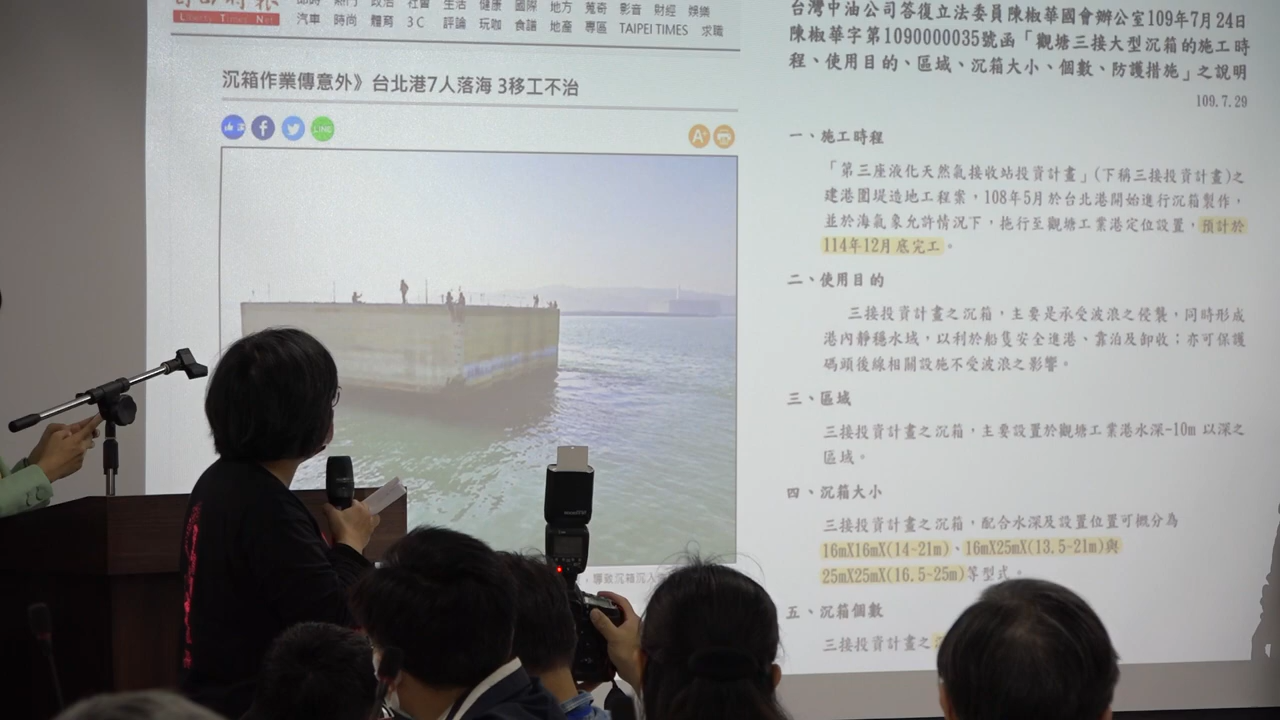 自由時報
Liberty Times Net
即時 熱門 政治 社會 生活 健康 國際 地方 蒐奇 影音 財經 娛樂
汽車 時尚 體育 3C 評論 玩咖 食譜 地產 專區 TAIPEI TIMES 求職
沉箱作業傳意外》台北港7人落海 3移工不治
LINE
A+
，導致沉箱沉入
台灣中油公司答復立法委員陳椒華國會辦公室109年7月24日
陳椒華字第1090000035號函「觀塘三接大型沉箱的施工時
程、使用目的、區域、沉箱大小、個數、防護措施」之說明
109.7.29
一、施工時程
「第三座液化天然氣接收站投資計畫」(下稱三接投資計畫)之
建港圍堤造地工程案，108年5月於台北港開始進行沉箱製作，
並於海氣象允許情況下，拖行至觀塘工業港定位設置，預計於
114年12月底完工。
二、使用目的
三接投資計畫之沉箱，主要是承受波浪之侵襲，同時形成
港內靜穩水域，以利於船隻安全進港、靠泊及卸收；亦可保護
碼頭後線相關設施不受波浪之影響。
三、區域
三接投資計畫之沉箱，主要設置於觀塘工業港水深-10m 以深之
區域。
四、沉箱大小
三接投資計畫之沉箱，配合水深及設置位置可概分為
16mX16mX(14-21m)、16mX25mX(13.5-21m)與
25mX25mX(16.5-25m)等型式。
五、沉箱個數
三接投資計畫之